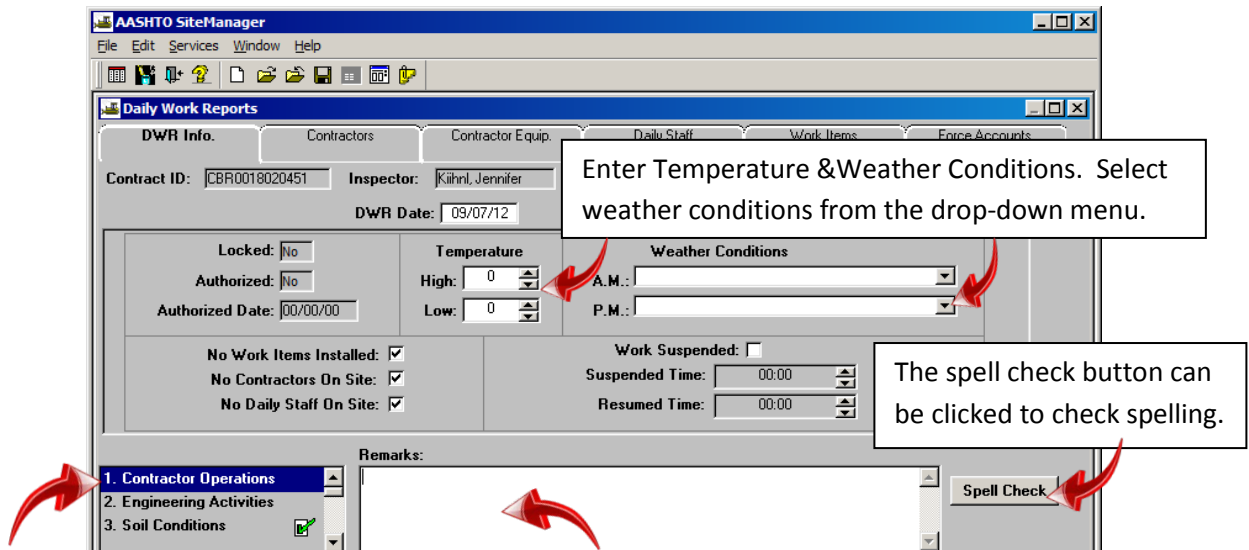 AASHTO SiteManager
File Edit Services Window Help
Daily Work Reports
DWR Info. Contractors Contractor Equip. Daily Staff Work Items Force Accounts
Enter Temperature &Weather Conditions. Select
weather conditions from the drop-down menu.
Contract ID: CBR0018020451 Inspector: Kiihnl, Jennifer
DWR Date: 09/07/12
Locked: No Temperature Weather Conditions
Authorized: No High: 0 A.M.:
Authorized Date: 00/00/00 Low: 0 P.M.:
No Work Items Installed: Work Suspended:
No Contractors On Site: Suspended Time: 00:00
No Daily Staff On Site: Resumed Time: 00:00
The spell check button can
be clicked to check spelling.
Remarks:
1. Contractor Operations
2. Engineering Activities
3. Soil Conditions
Spell Check